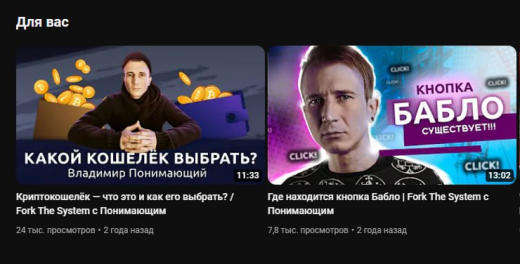 Для вас
КАКОЙ КОШЕЛЁК ВЫБРАТЬ?
Владимир Понимающий
11:33
Криптокошелёк — что это и как его выбрать? /
Fork The System с Понимающим
24 тыс. просмотров • 2 года назад
CLICK!
CLICK!
КНОПКА
БАБЛО
СУЩЕСТВУЕТ!!!
CLICK!
CLICK!
13:02
Где находится кнопка Бабло | Fork The System с
Понимающим
7,8 тыс. просмотров • 2 года назад